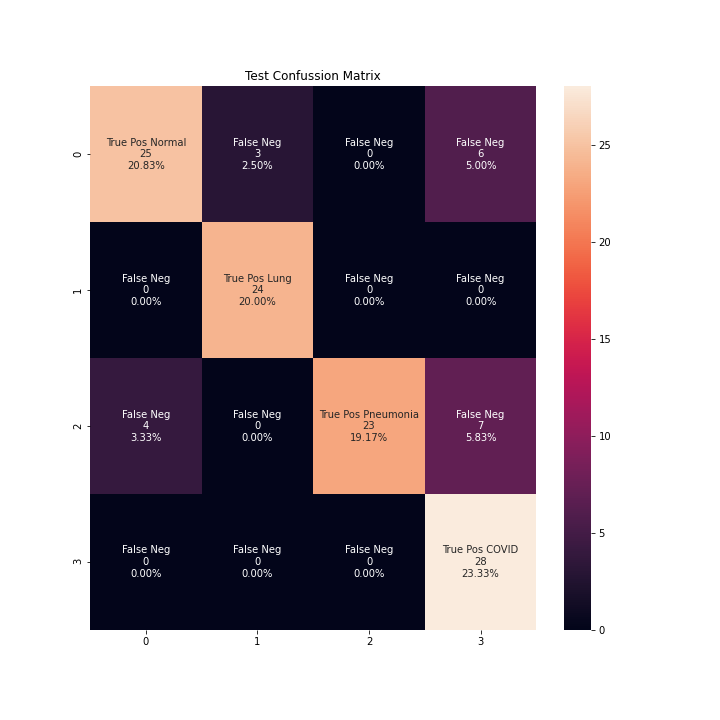 Test Confussion Matrix
True Pos Normal
25
20.83%
False Neg
3
2.50%
False Neg
0
0.00%
False Neg
6
5.00%
False Neg
0
0.00%
True Pos Lung
24
20.00%
False Neg
0
0.00%
False Neg
0
0.00%
False Neg
4
3.33%
False Neg
0
0.00%
True Pos Pneumonia
23
19.17%
False Neg
7
5.83%
False Neg
0
0.00%
False Neg
0
0.00%
False Neg
0
0.00%
True Pos COVID
28
23.33%
0
1
2
3
0
1
2
3
25
20
15
10
5
0